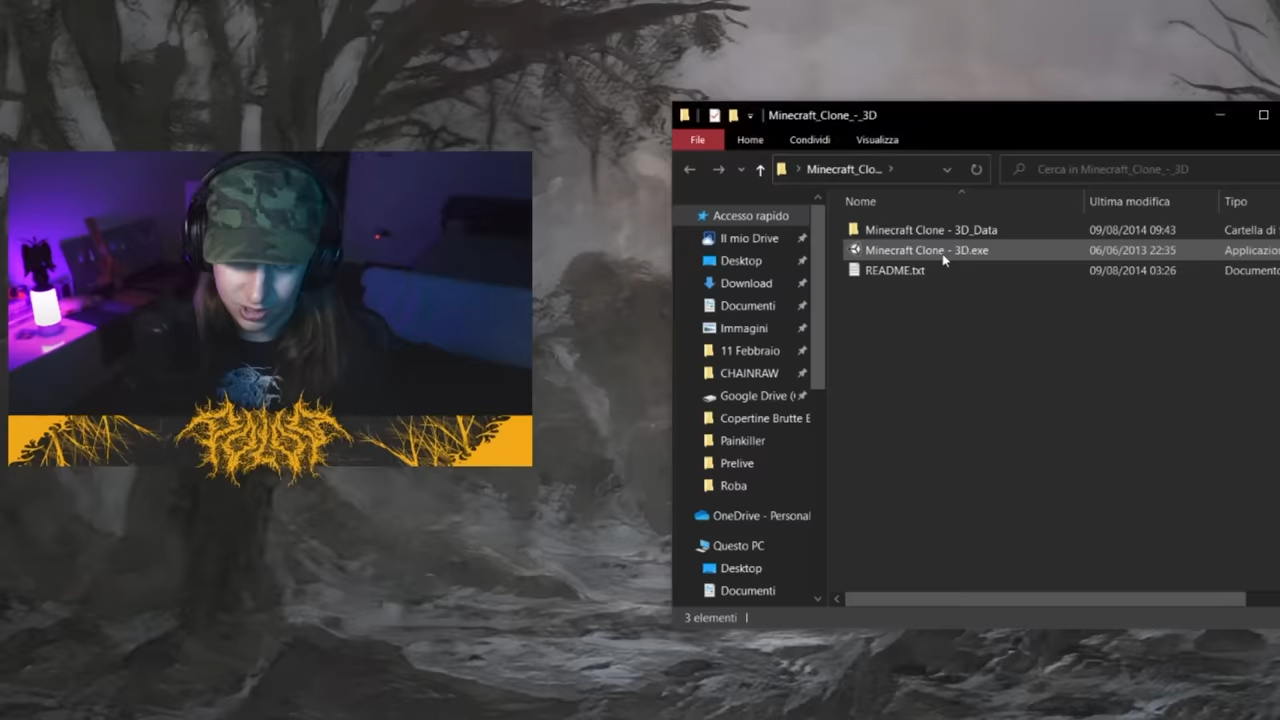 Minecraft_Clone_-_3D
File Home Condividi Visualizza
Minecraft_Clo...
Cerca in Minecraft_Clone_-_3D
Nome Ultima modifica Tipo
Accesso rapido
Il mio Drive
Desktop
Download
Documenti
Immagini
11 Febbraio
CHAINRAW
Google Drive (
Copertine Brutte E
Painkiller
Prelive
Roba
OneDrive - Personal
Questo PC
Desktop
Documenti
Minecraft Clone - 3D_Data 09/08/2014 09:43 Cartella di
Minecraft Clone - 3D.exe 06/06/2013 22:35 Applicazio
README.txt 09/08/2014 03:26 Documento
3 elementi